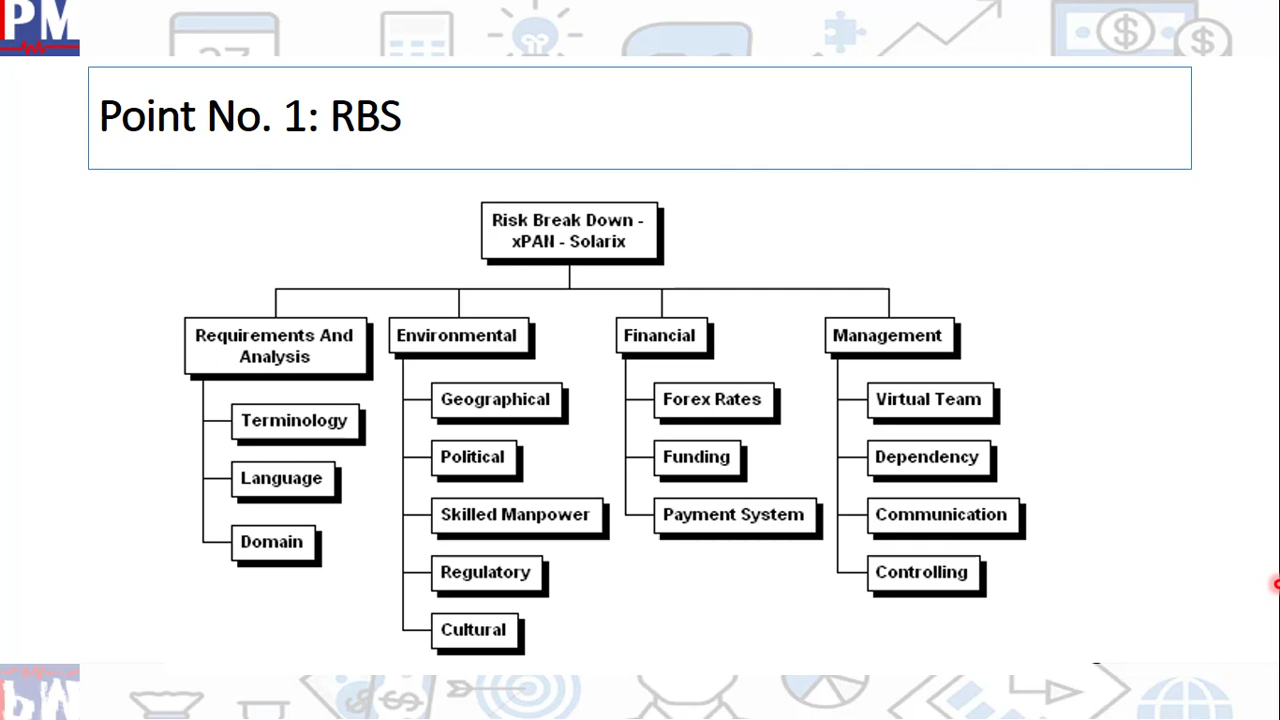 PM
Point No. 1: RBS
Risk Break Down -
xPAN - Solarix
Requirements And
Analysis
Environmental
Financial
Management
Terminology
Language
Domain
Geographical
Political
Skilled Manpower
Regulatory
Cultural
Forex Rates
Funding
Payment System
Virtual Team
Dependency
Communication
Controlling